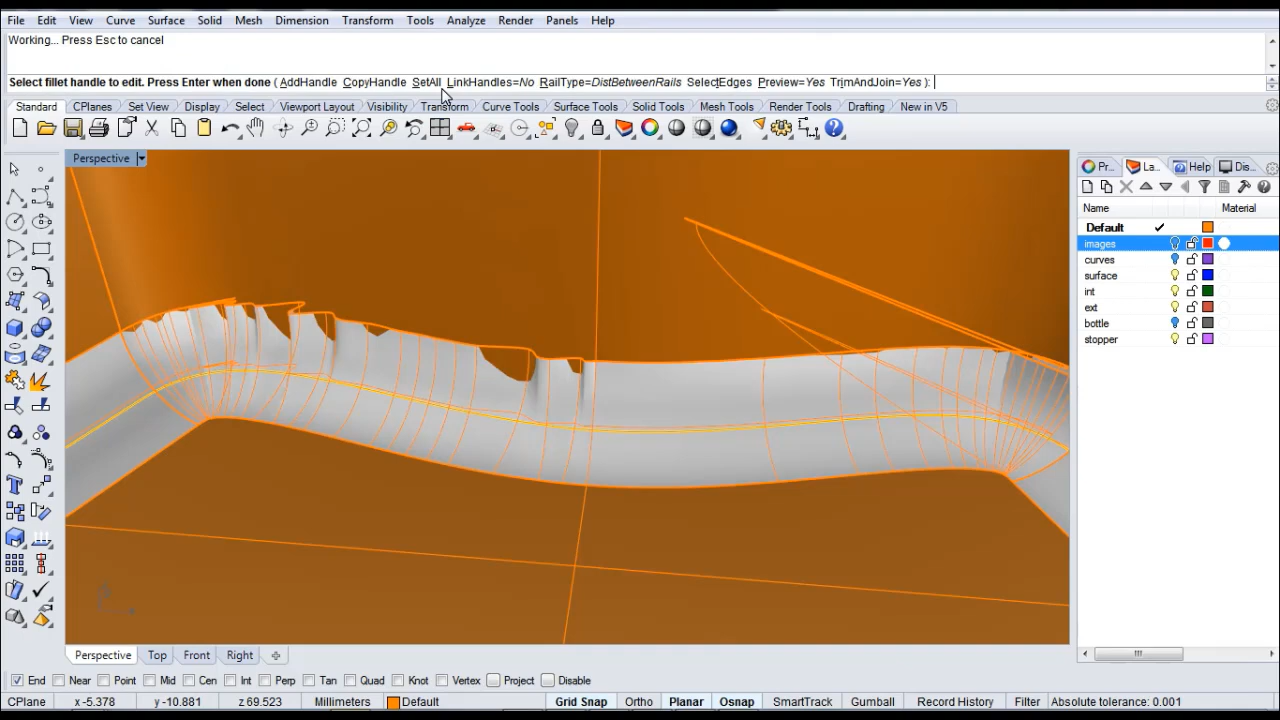 File Edit View Curve Surface Solid Mesh Dimension Transform Tools Analyze Render Panels Help
Working... Press Esc to cancel
Select fillet handle to edit. Press Enter when done ( AddHandle CopyHandle SetAll LinkHandles=No RailType=DistBetweenRails SelectEdges Preview=Yes TrimAndJoin=Yes ):
Standard CPlanes Set View Display Select Viewport Layout Visibility Transform Curve Tools Surface Tools Solid Tools Mesh Tools Render Tools Drafting New in V5
Perspective
Pr... La... Help Dis...
Name Material
Default
images
curves
surface
int
ext
bottle
stopper
Perspective Top Front Right
End Near Point Mid Cen Int Perp Tan Quad Knot Vertex Project Disable
CPlane x -5.378 y -10.881 z 69.523 Millimeters Default Grid Snap Ortho Planar Osnap SmartTrack Gumball Record History Filter Absolute tolerance: 0.001